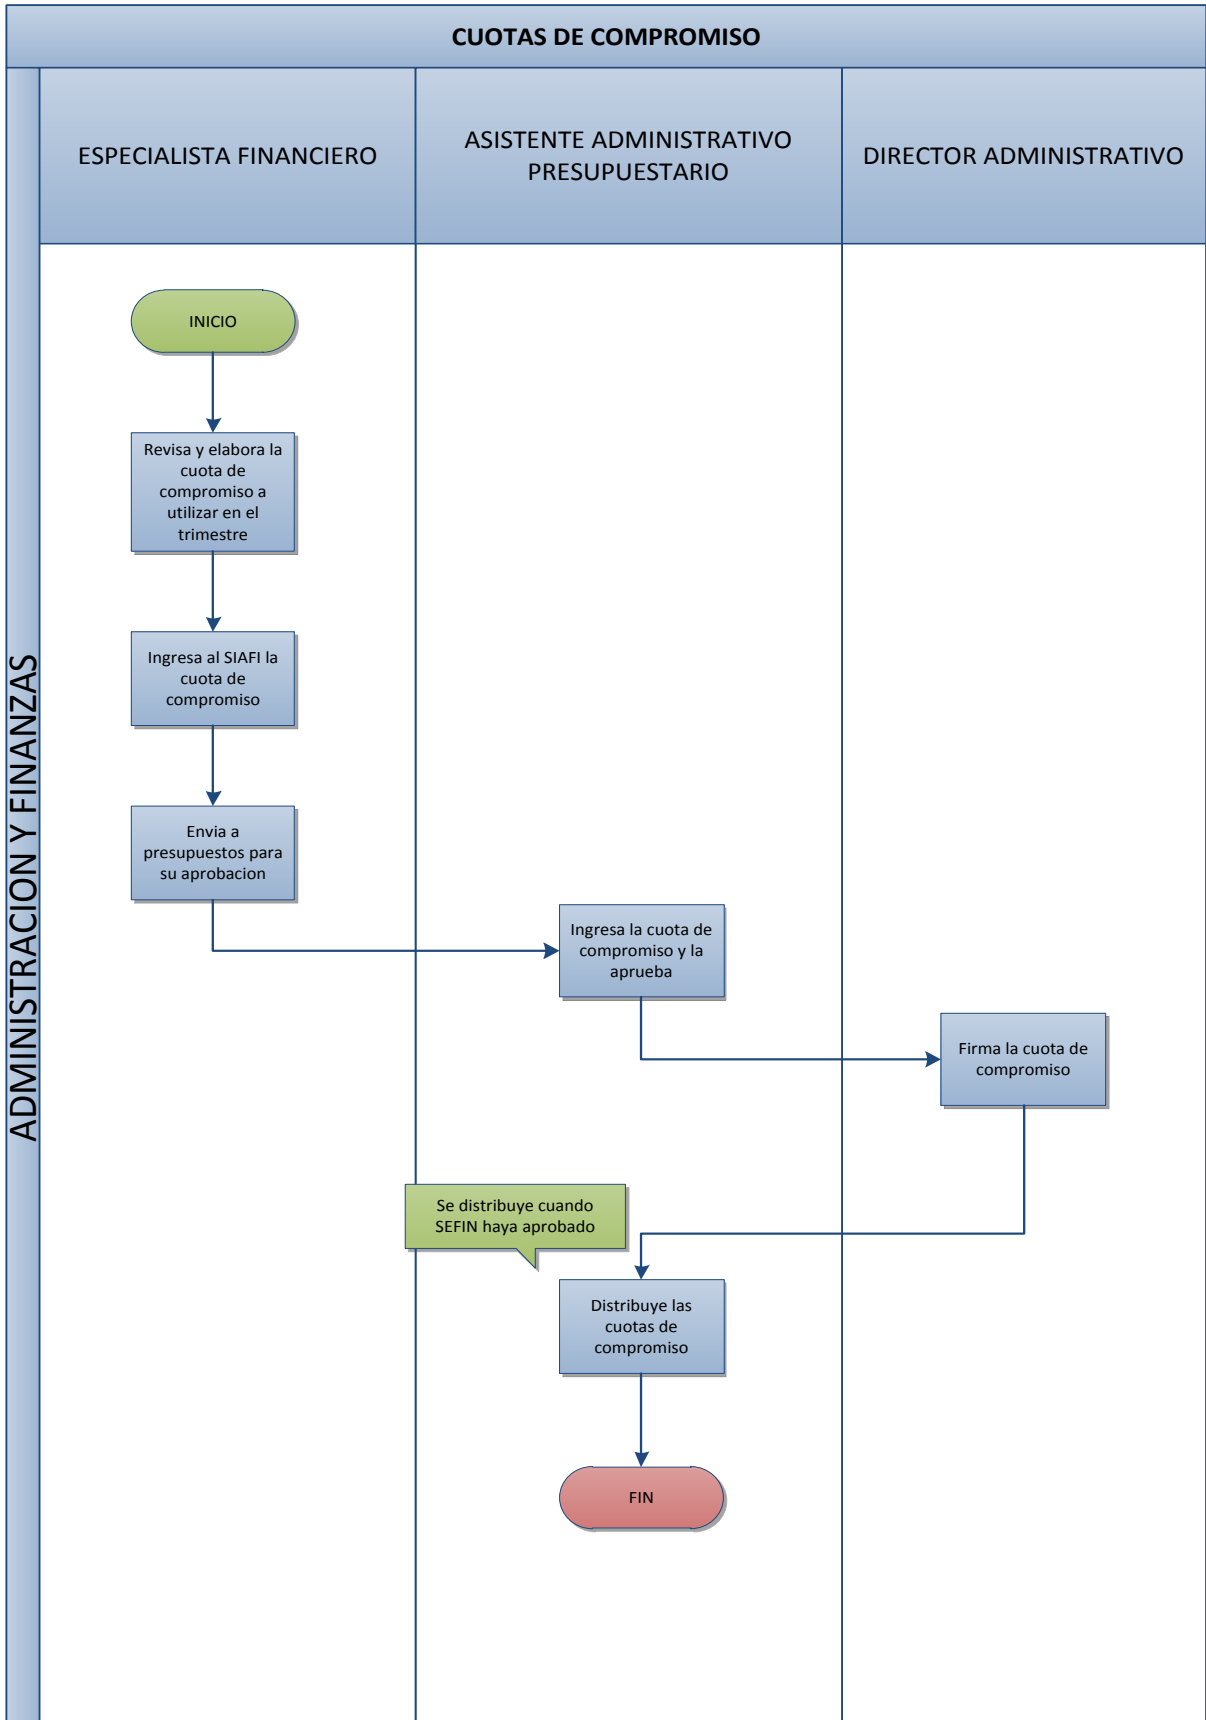 CUOTAS DE COMPROMISO
ADMINISTRACION Y FINANZAS
ESPECIALISTA FINANCIERO
ASISTENTE ADMINISTRATIVO
PRESUPUESTARIO
DIRECTOR ADMINISTRATIVO
INICIO
Revisa y elabora la
cuota de
compromiso a
utilizar en el
trimestre
Ingresa al SIAFI la
cuota de
compromiso
Envia a
presupuestos para
su aprobacion
Ingresa la cuota de
compromiso y la
aprueba
Firma la cuota de
compromiso
Se distribuye cuando
SEFIN haya aprobado
Distribuye las
cuotas de
compromiso
FIN